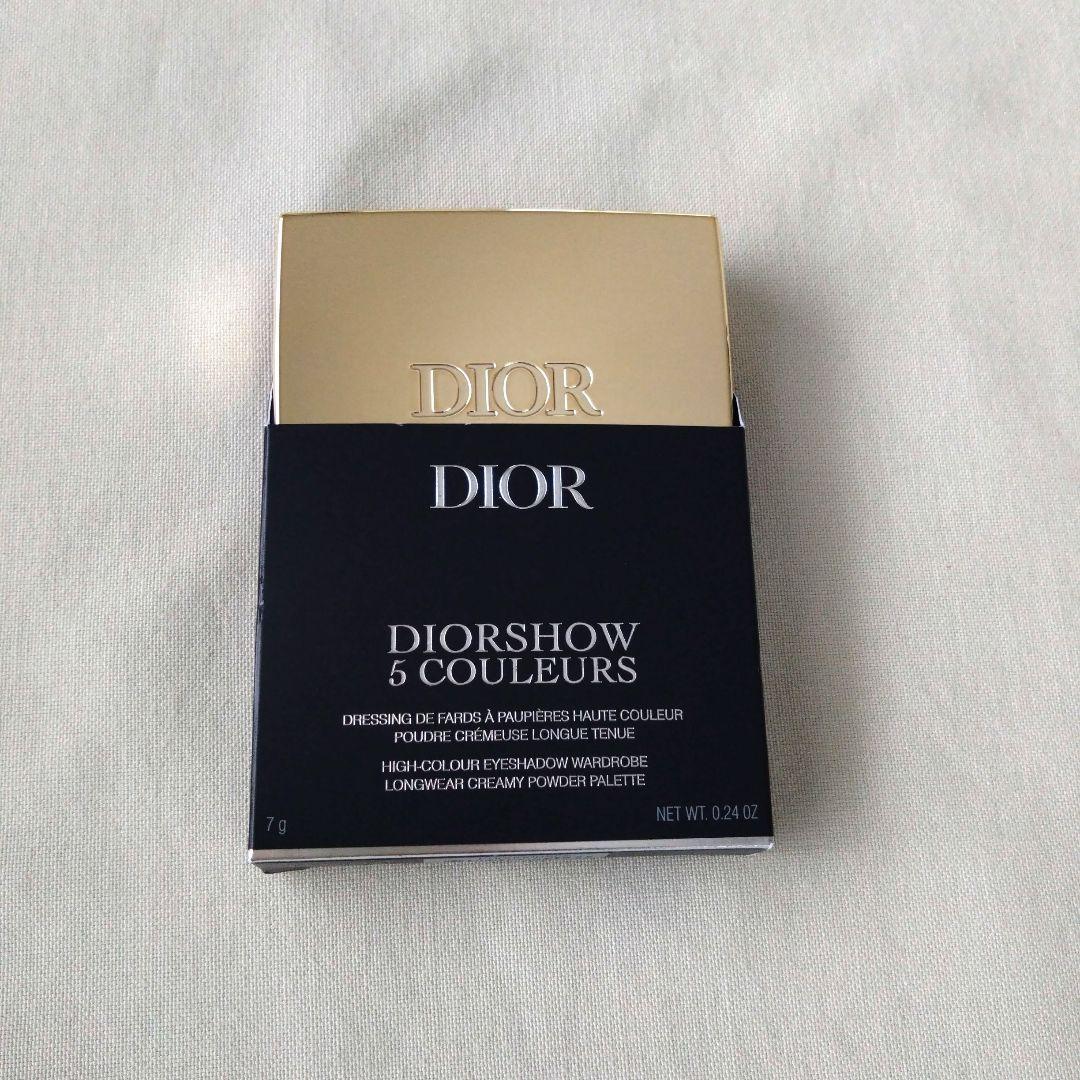 DIOR
DIOR
DIORSHOW
5 COULEURS
DRESSING DE FARDS À PAUPIÈRES HAUTE COULEUR
POUDRE CRÉMEUSE LONGUE TENUE
HIGH-COLOUR EYESHADOW WARDROBE
LONGWEAR CREAMY POWDER PALETTE
7 g
NET WT. 0.24 OZ